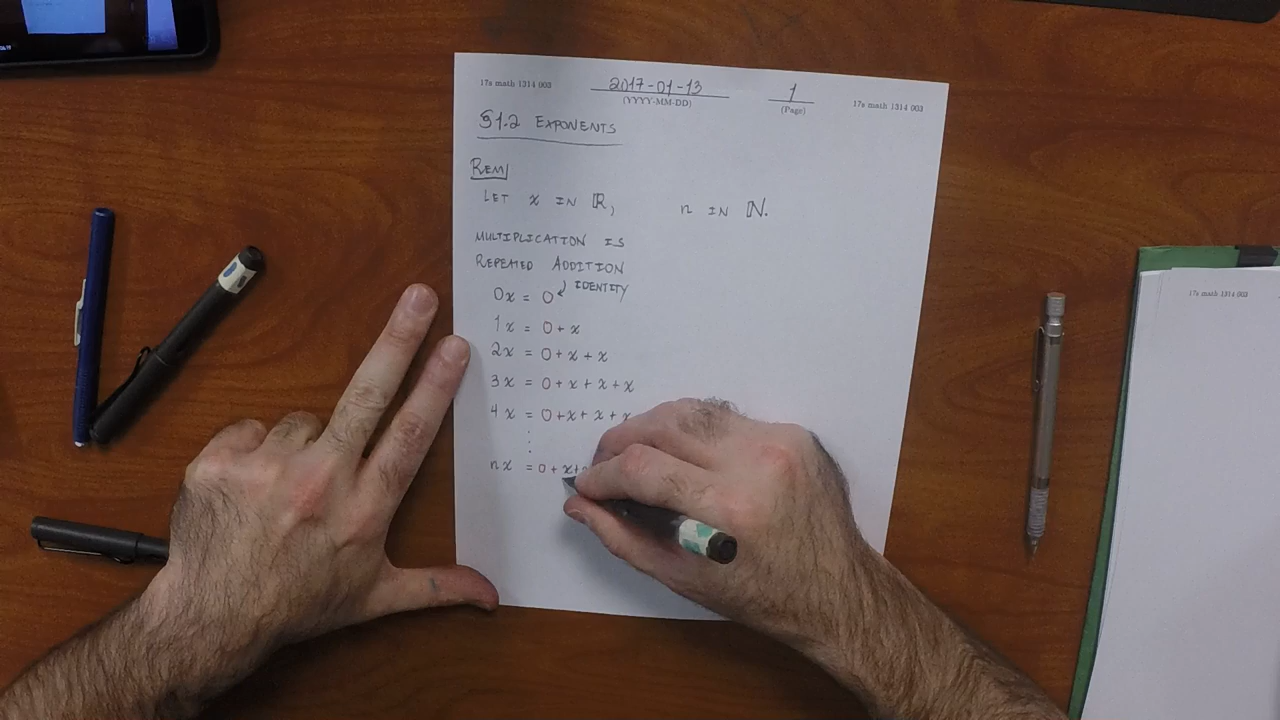 17s math 1314 003 2017-01-13 1 17s math 1314 003
(YYYY-MM-DD) (Page)
§1.2 EXPONENTS
REM
LET x IN ℝ, n IN ℕ.
MULTIPLICATION IS
REPEATED ADDITION
0x = 0 IDENTITY
1x = 0 + x
2x = 0 + x + x
3x = 0 + x + x + x
4x = 0 + x + x + x
⋮
nx = 0 + x +
17s math 1314 003